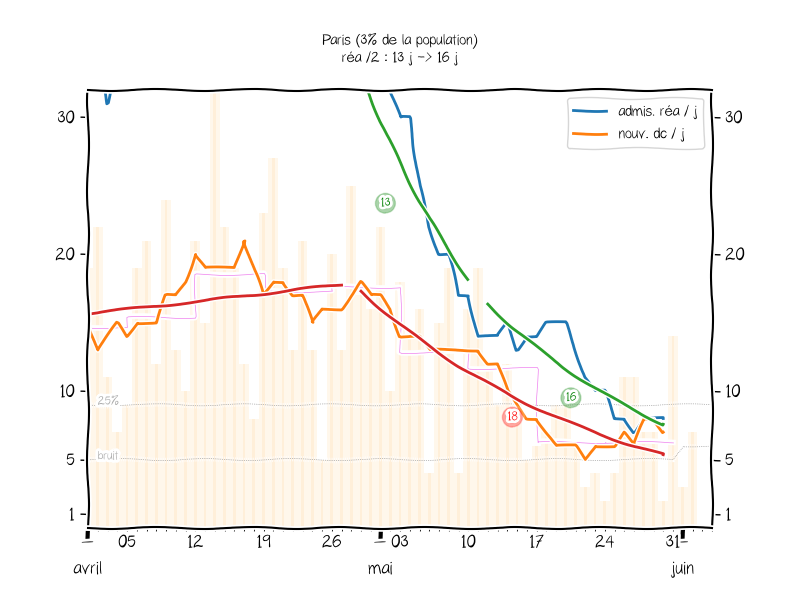 Paris (3% de la population)
réa /2 : 13 j -> 16 j
admis. réa / j
nouv. dc / j
30
30
13
20
20
10
10
16
25%
18
5
bruit
5
1
1
05
12
19
26
03
10
17
24
31
avril
mai
juin